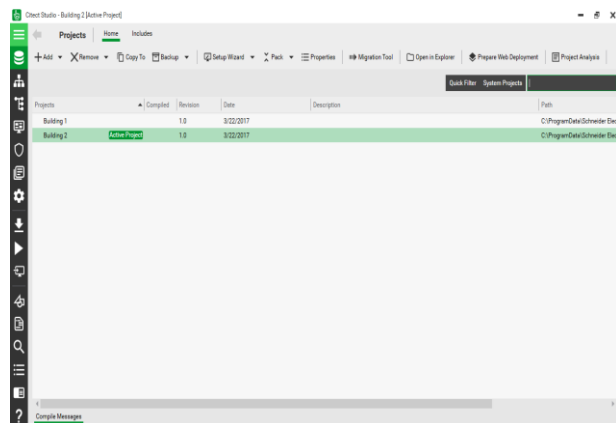 Citect Studio - Building 2 [Active Project]
Projects Home Includes
Add Remove Copy To Backup Setup Wizard Pack Properties Migration Tool Open in Explorer Prepare Web Deployment Project Analysis
Quick Filter System Projects
Projects Compiled Revision Date Description Path
Building 1 1.0 3/22/2017 C:\ProgramData\Schneider Elec
Building 2 Active Project 1.0 3/22/2017 C:\ProgramData\Schneider Elec
Compile Messages